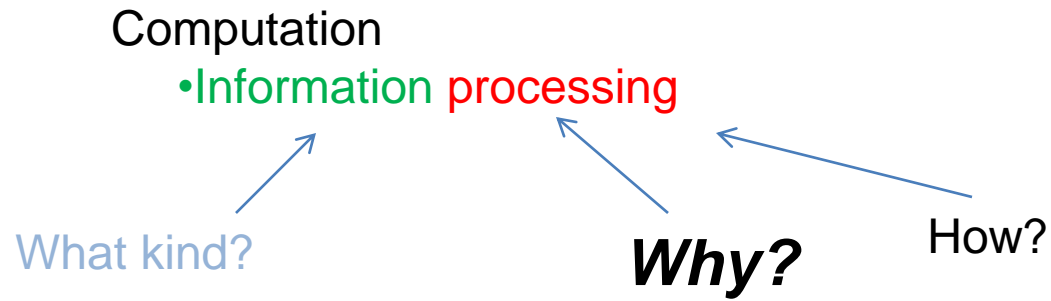 Computation
•Information processing
What kind?
Why?
How?